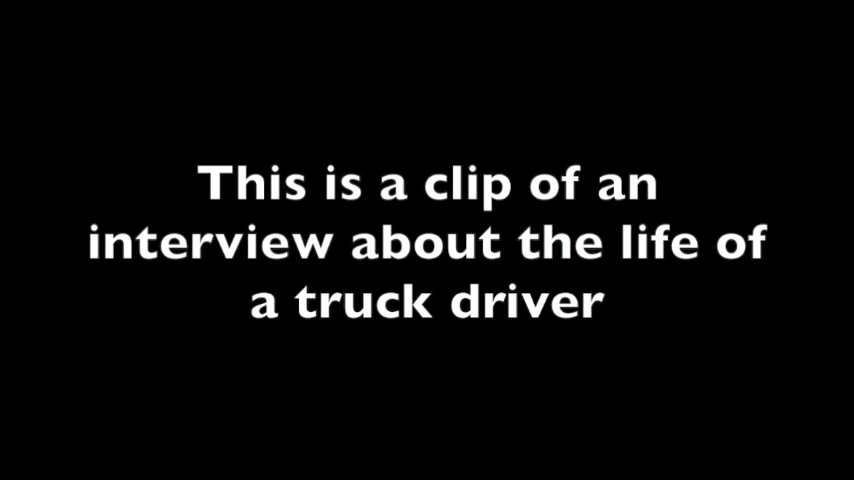 This is a clip of an
interview about the life of
a truck driver